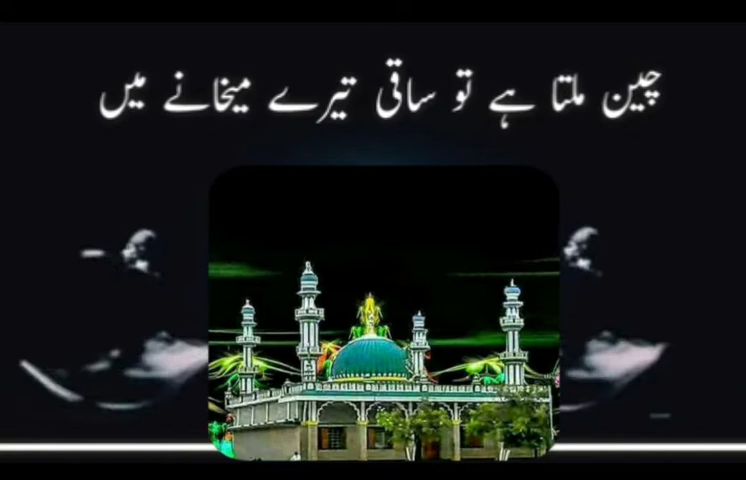 چین ملتا ہے تو ساقی تیرے میخانے میں